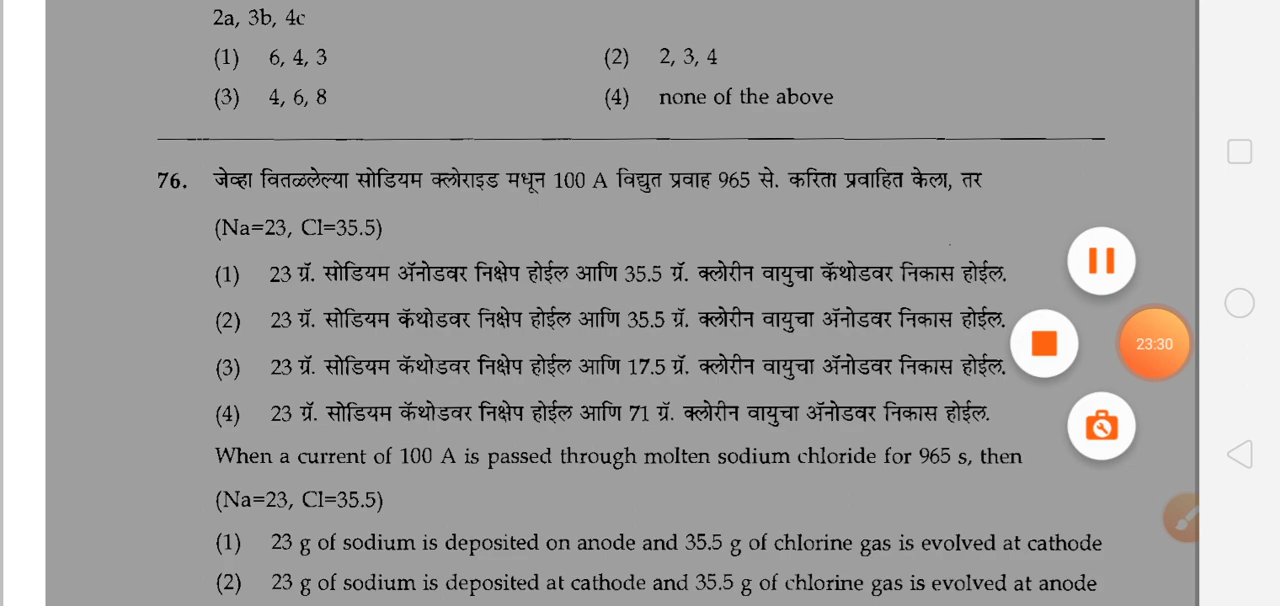 2a, 3b, 4c
(1) 6, 4, 3 (2) 2, 3, 4
(3) 4, 6, 8 (4) none of the above
76. जेव्हा वितळलेल्या सोडियम क्लोराइड मधून 100 A विद्युत प्रवाह 965 से. करिता प्रवाहित केला, तर
(Na=23, Cl=35.5)
(1) 23 ग्रॅ. सोडियम ॲनोडवर निक्षेप होईल आणि 35.5 ग्रॅ. क्लोरीन वायुचा कॅथोडवर निकास होईल.
(2) 23 ग्रॅ. सोडियम कॅथोडवर निक्षेप होईल आणि 35.5 ग्रॅ. क्लोरीन वायुचा ॲनोडवर निकास होईल.
(3) 23 ग्रॅ. सोडियम कॅथोडवर निक्षेप होईल आणि 17.5 ग्रॅ. क्लोरीन वायुचा ॲनोडवर निकास होईल.
(4) 23 ग्रॅ. सोडियम कॅथोडवर निक्षेप होईल आणि 71 ग्रॅ. क्लोरीन वायुचा ॲनोडवर निकास होईल.
When a current of 100 A is passed through molten sodium chloride for 965 s, then
(Na=23, Cl=35.5)
(1) 23 g of sodium is deposited on anode and 35.5 g of chlorine gas is evolved at cathode
(2) 23 g of sodium is deposited at cathode and 35.5 g of chlorine gas is evolved at anode
23:30